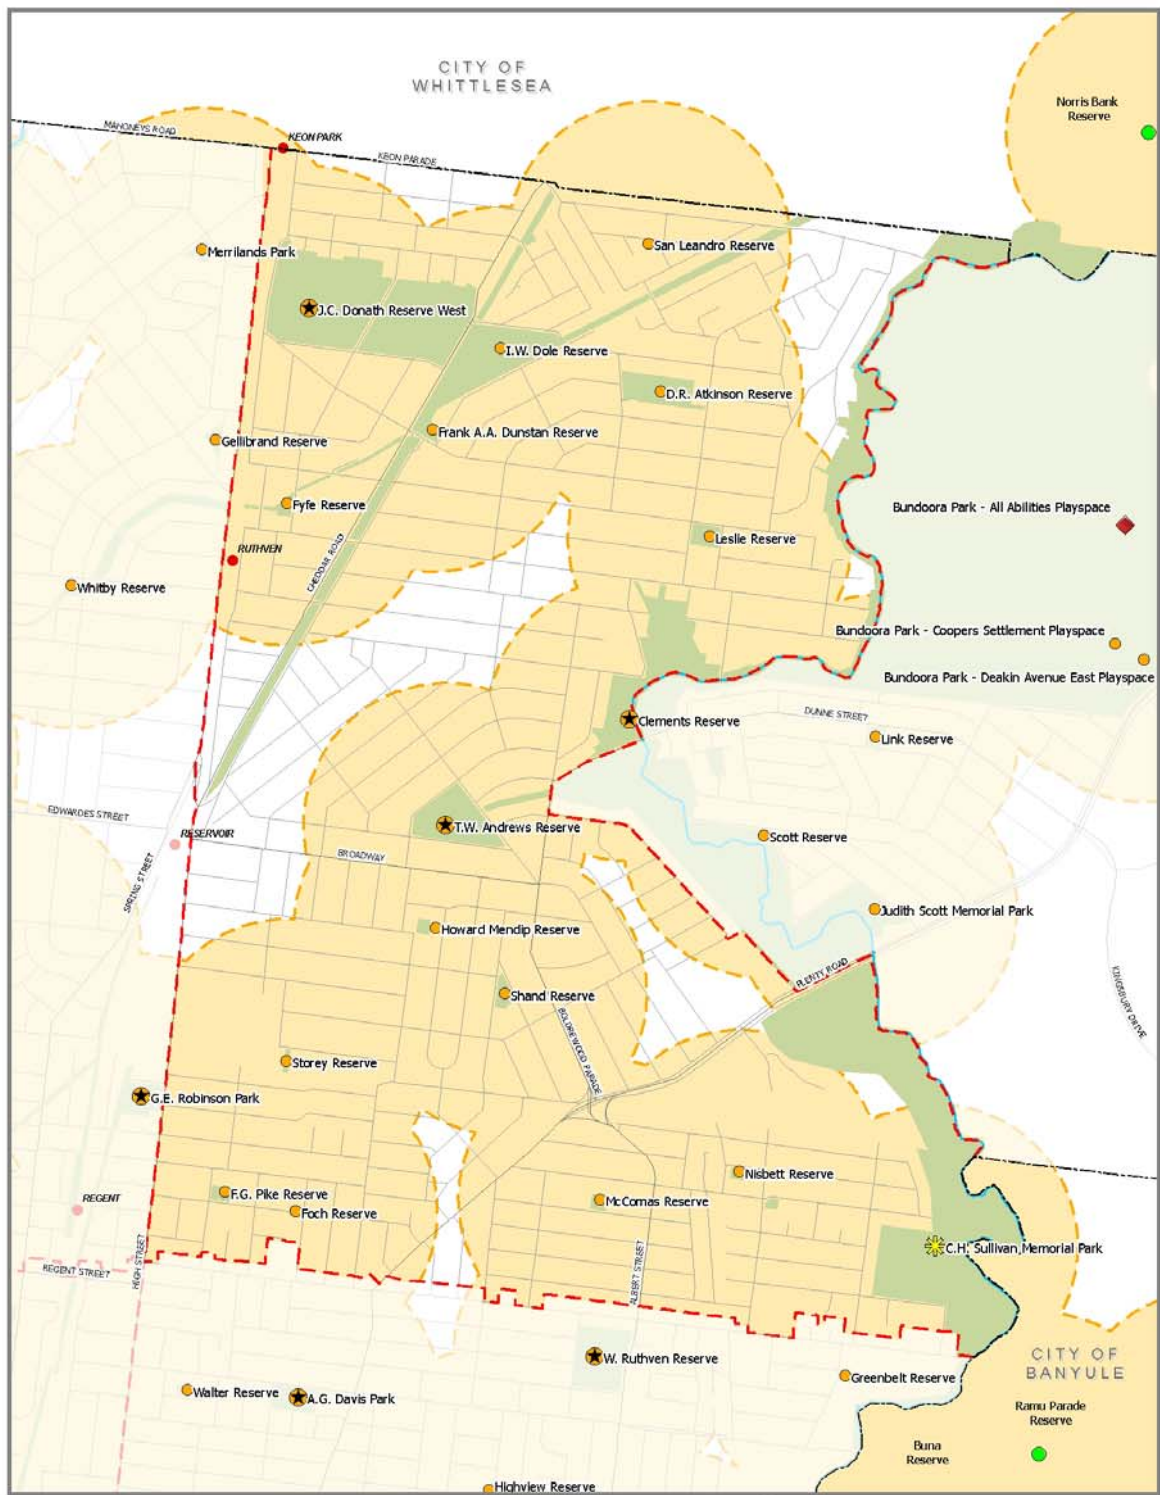 CITY OF
WHITTLESEA
Norris Bank
Reserve
MAHONEYS ROAD
KEON PARK
KEON PARADE
San Leandro Reserve
Merrilands Park
J.C. Donath Reserve West
I.W. Dole Reserve
D.R. Atkinson Reserve
Frank A.A. Dunstan Reserve
Gellibrand Reserve
Fyfe Reserve
Bundoora Park - All Abilities Playspace
Leslie Reserve
RUTHVEN
CHEDDAR ROAD
Whitby Reserve
Bundoora Park - Coopers Settlement Playspace
Bundoora Park - Deakin Avenue East Playspace
DUNNE STREET
Clements Reserve
Link Reserve
EDWARDES STREET
RESERVOIR
T.W. Andrews Reserve
Scott Reserve
BROADWAY
SPRING STREET
Judith Scott Memorial Park
Howard Mendip Reserve
PLENTY ROAD
Shand Reserve
KINGSBURY DRIVE
BOLDREWOOD PARADE
Storey Reserve
G.E. Robinson Park
Nisbett Reserve
F.G. Pike Reserve
McComas Reserve
REGENT
Foch Reserve
C.H. Sullivan Memorial Park
HIGH STREET
REGENT STREET
ALBERT STREET
W. Ruthven Reserve
CITY OF
BANYULE
Greenbelt Reserve
Walter Reserve
A.G. Davis Park
Ramu Parade
Reserve
Buna
Reserve
Highview Reserve